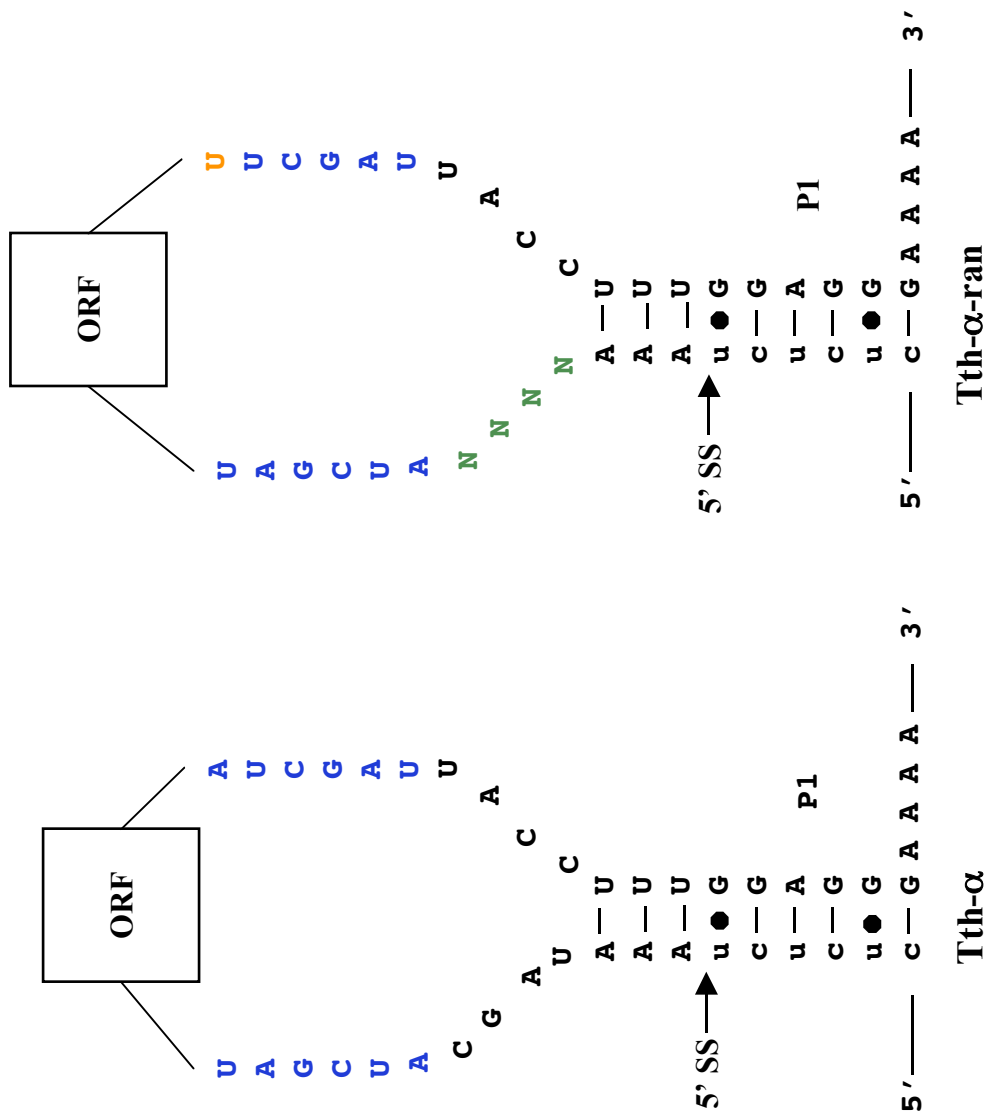 ORF
U A
A U
G C
C G
U A
A U
C U
G A
A C
U C
A — U
A — U
A — U
5’ SS
u ● G
c — G
u — A
P1
c — G
u ● G
5′ — c — G A A A A — 3′
Tth-α
ORF
U U
A U
G C
C G
U A
A U
N U
N A
N C
N C
A — U
A — U
A — U
5’ SS
u ● G
c — G
u — A
P1
c — G
u ● G
5′ — c — G A A A A — 3′
Tth-α-ran